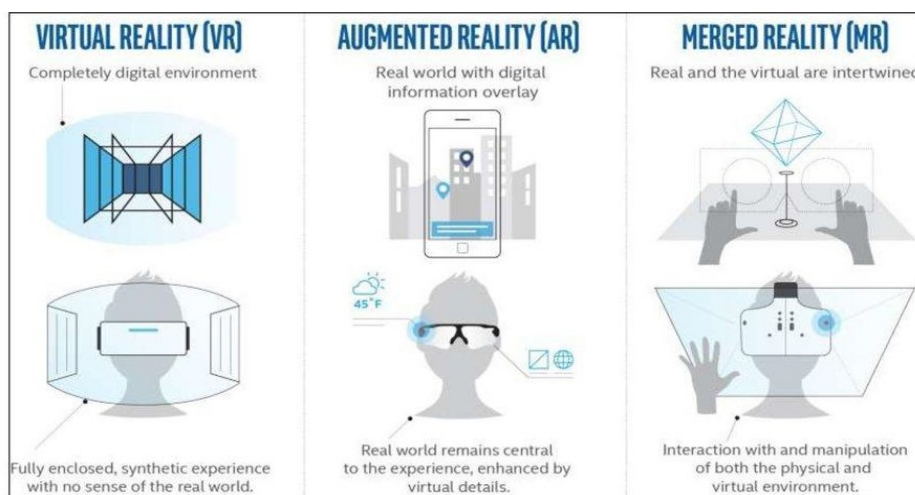 VIRTUAL REALITY (VR)
Completely digital environment
Fully enclosed, synthetic experience
with no sense of the real world.
AUGMENTED REALITY (AR)
Real world with digital
information overlay
45°F
Real world remains central
to the experience, enhanced by
virtual details.
MERGED REALITY (MR)
Real and the virtual are intertwined
Interaction with and manipulation
of both the physical and
virtual environment.